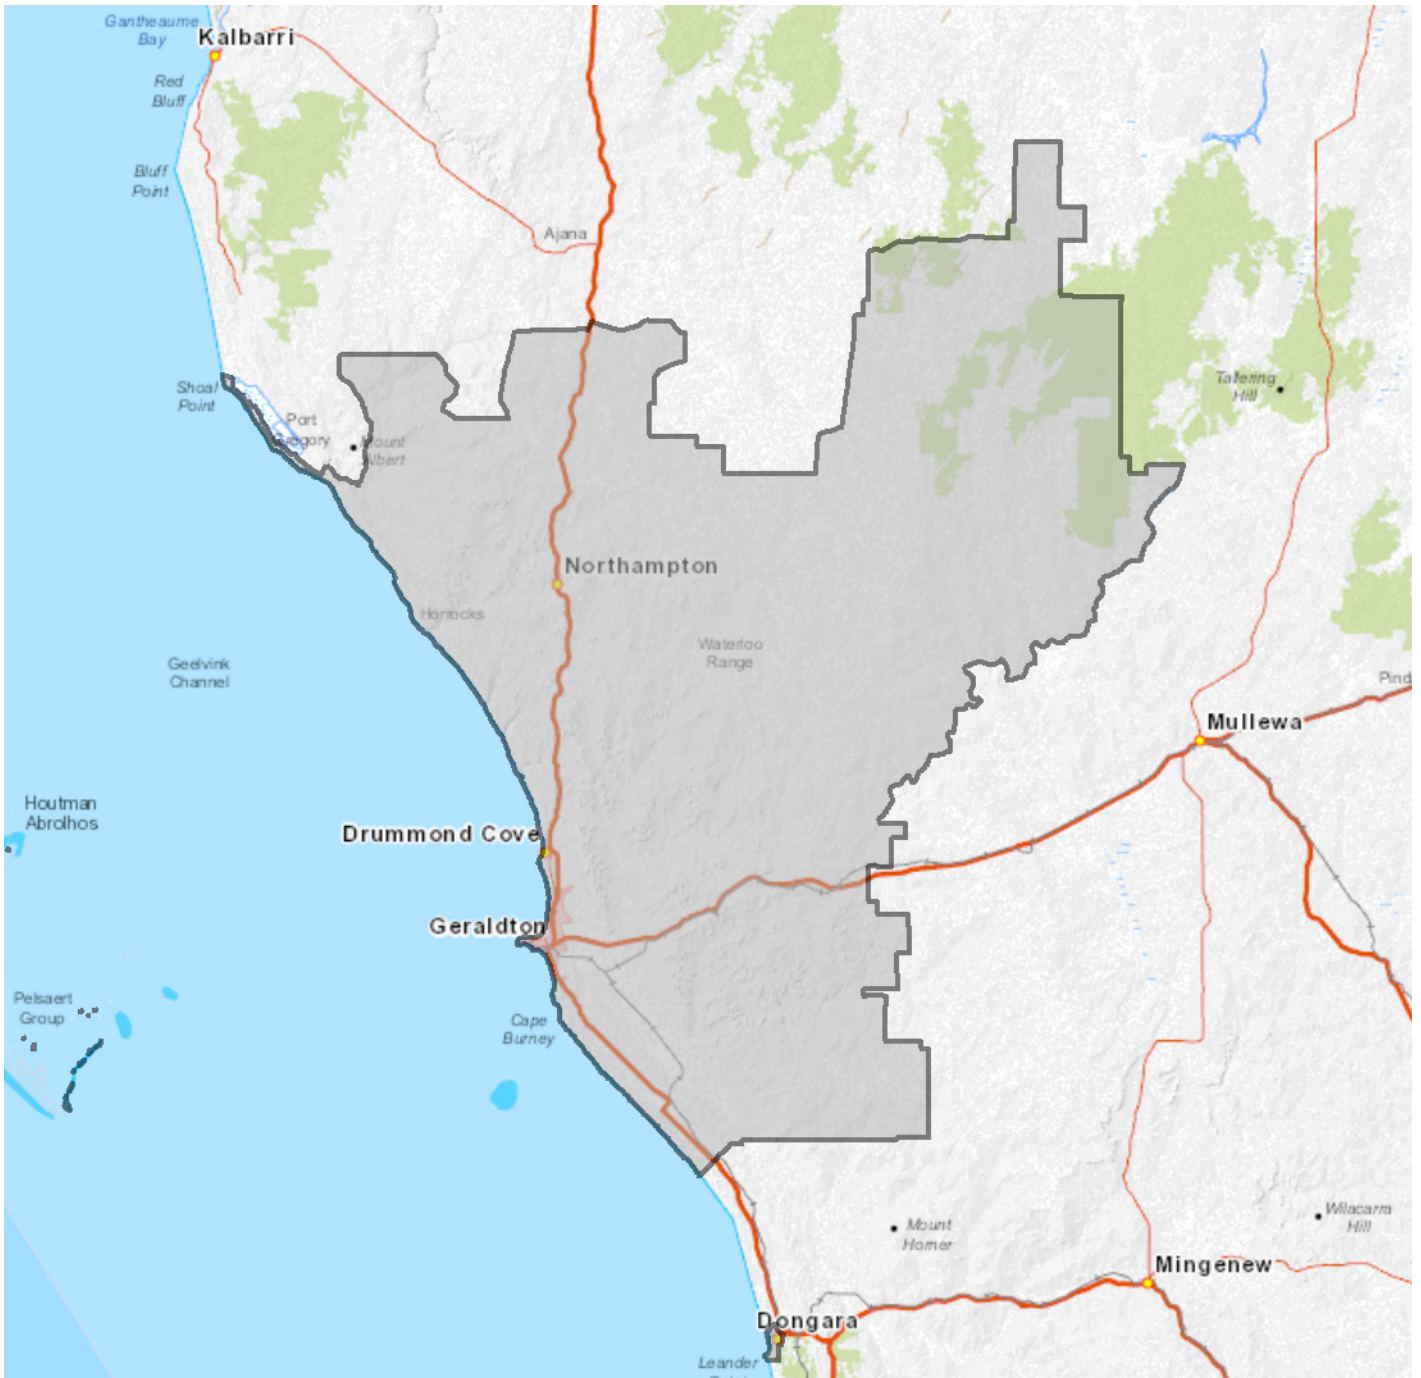 Gantheaume
Bay
Kalbarri
Red
Bluff
Bluff
Point
Ajana
Shoal
Point
Port
Gregory
Mount
Albert
Tallering
Hill
Northampton
Horrocks
Waterloo
Range
Geelvink
Channel
Pind
Mullewa
Houtman
Abrolhos
Drummond Cove
Geraldton
Pelsaert
Group
Cape
Burney
Mount
Horner
Wilacarra
Hill
Mingenew
Dongara
Leander